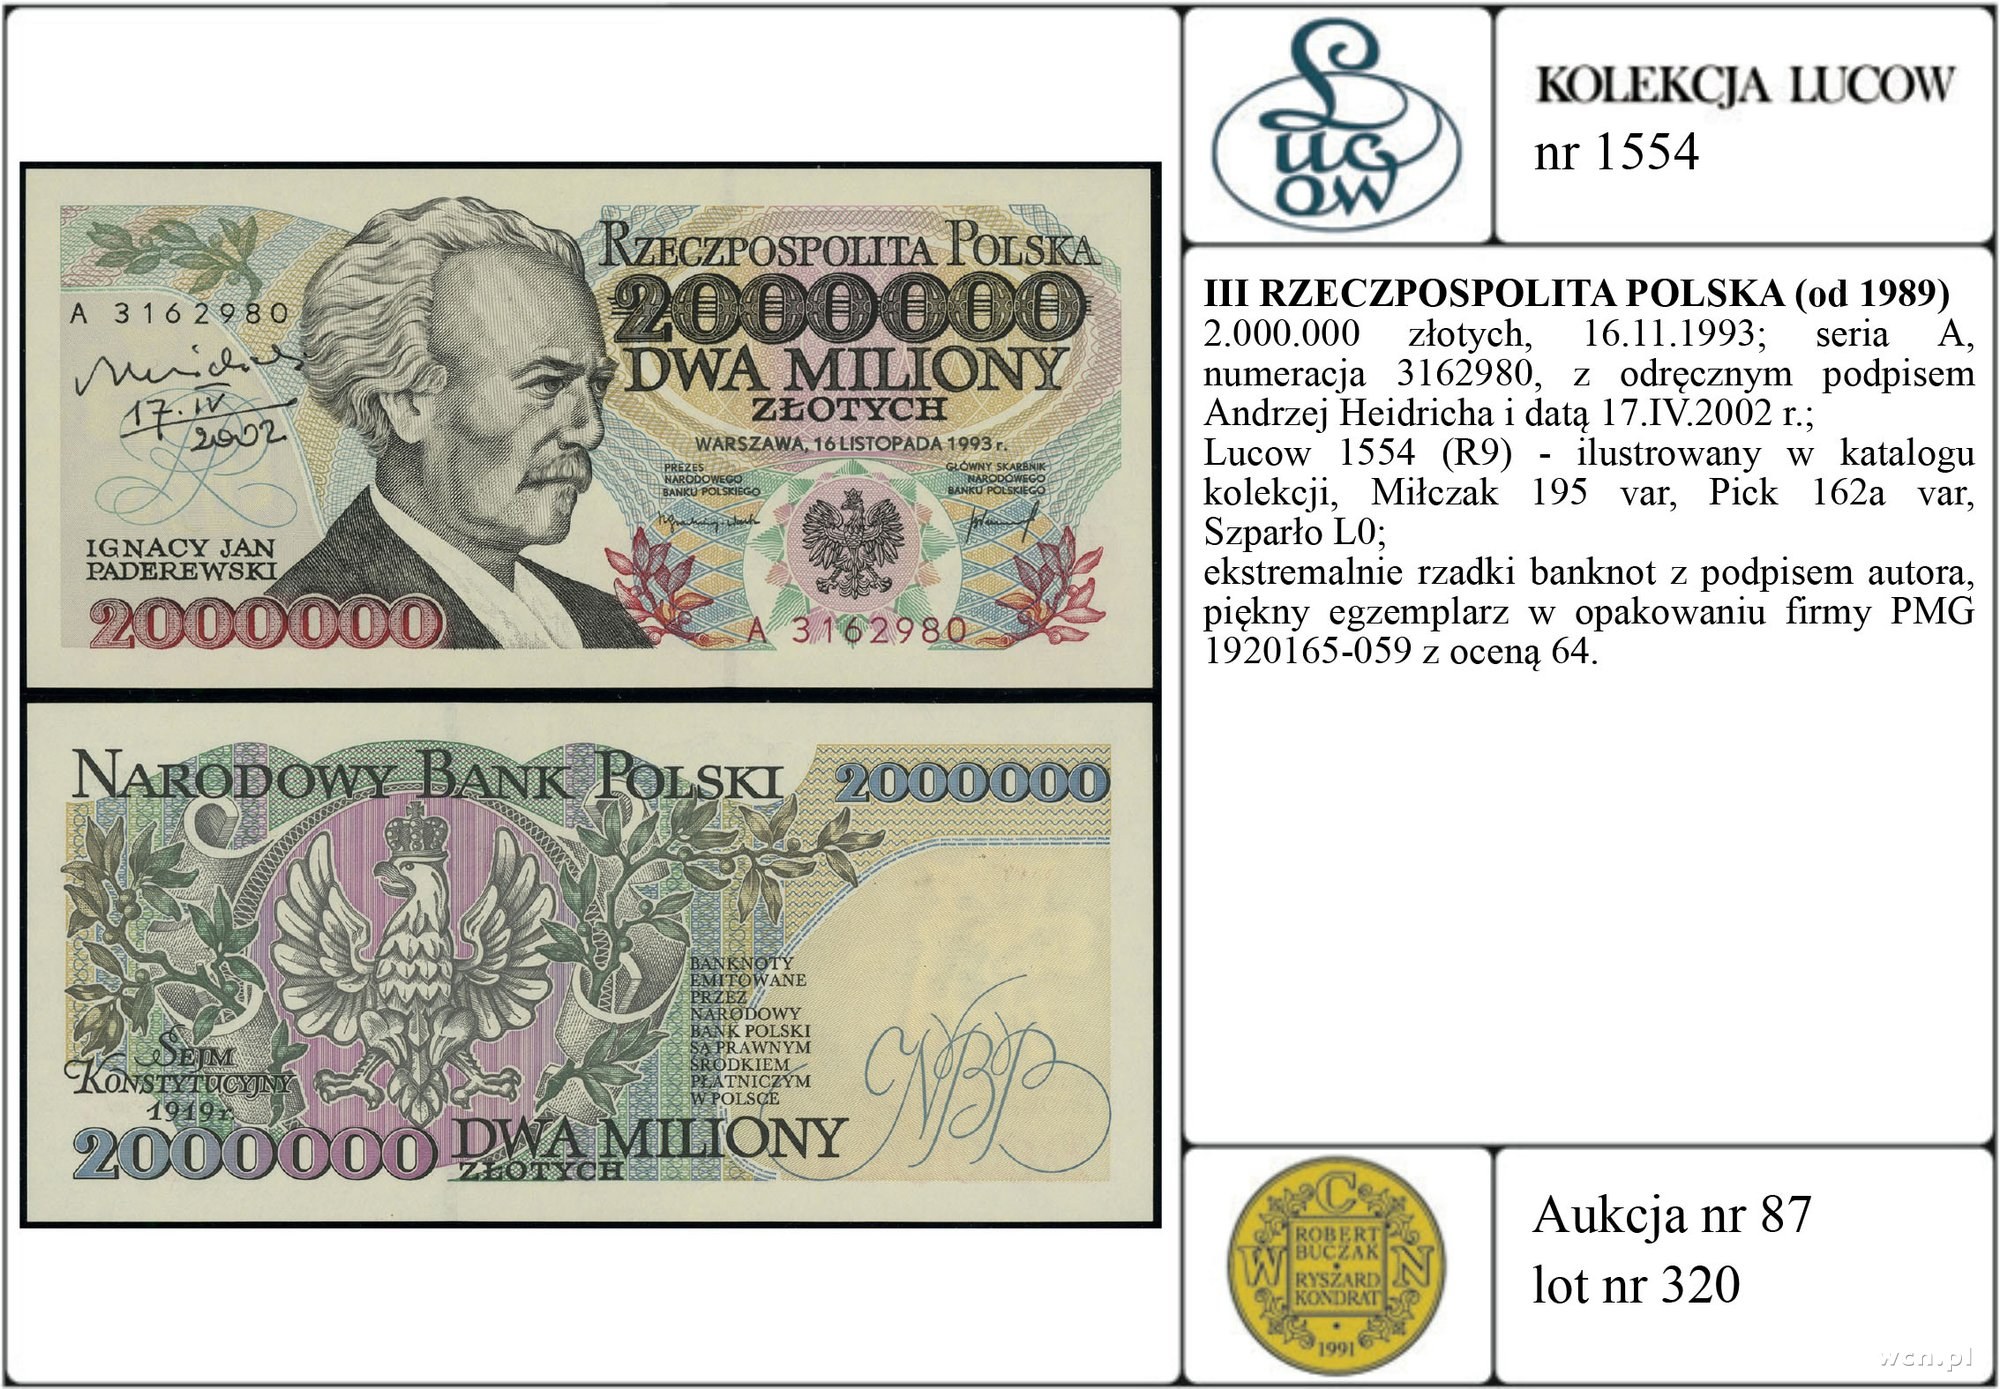 A 3162980
17.IV
2002
IGNACY JAN
PADEREWSKI
2000000
RZECZPOSPOLITA POLSKA
2000000
DWA MILIONY
ZŁOTYCH
WARSZAWA, 16 LISTOPADA 1993 r.
PREZES
NARODOWEGO
BANKU POLSKIEGO
GŁÓWNY SKARBNIK
NARODOWEGO
BANKU POLSKIEGO
A 3162980
NARODOWY BANK POLSKI
2000000
BANKNOTY
EMITOWANE
PRZEZ
NARODOWY
BANK POLSKI
SĄ PRAWNYM
ŚRODKIEM
PŁATNICZYM
W POLSCE
SEJM
KONSTYTUCYJNY
1919 r.
2000000 DWA MILIONY
ZŁOTYCH
NBP
Lucow
KOLEKCJA LUCOW
nr 1554
III RZECZPOSPOLITA POLSKA (od 1989)
2.000.000 złotych, 16.11.1993; seria A,
numeracja 3162980, z odręcznym podpisem
Andrzej Heidricha i datą 17.IV.2002 r.;
Lucow 1554 (R9) - ilustrowany w katalogu
kolekcji, Miłczak 195 var, Pick 162a var,
Szparło L0;
ekstremalnie rzadki banknot z podpisem autora,
piękny egzemplarz w opakowaniu firmy PMG
1920165-059 z oceną 64.
C
W N
ROBERT
BUCZAK
RYSZARD
KONDRAT
1991
Aukcja nr 87
lot nr 320
wcn.pl